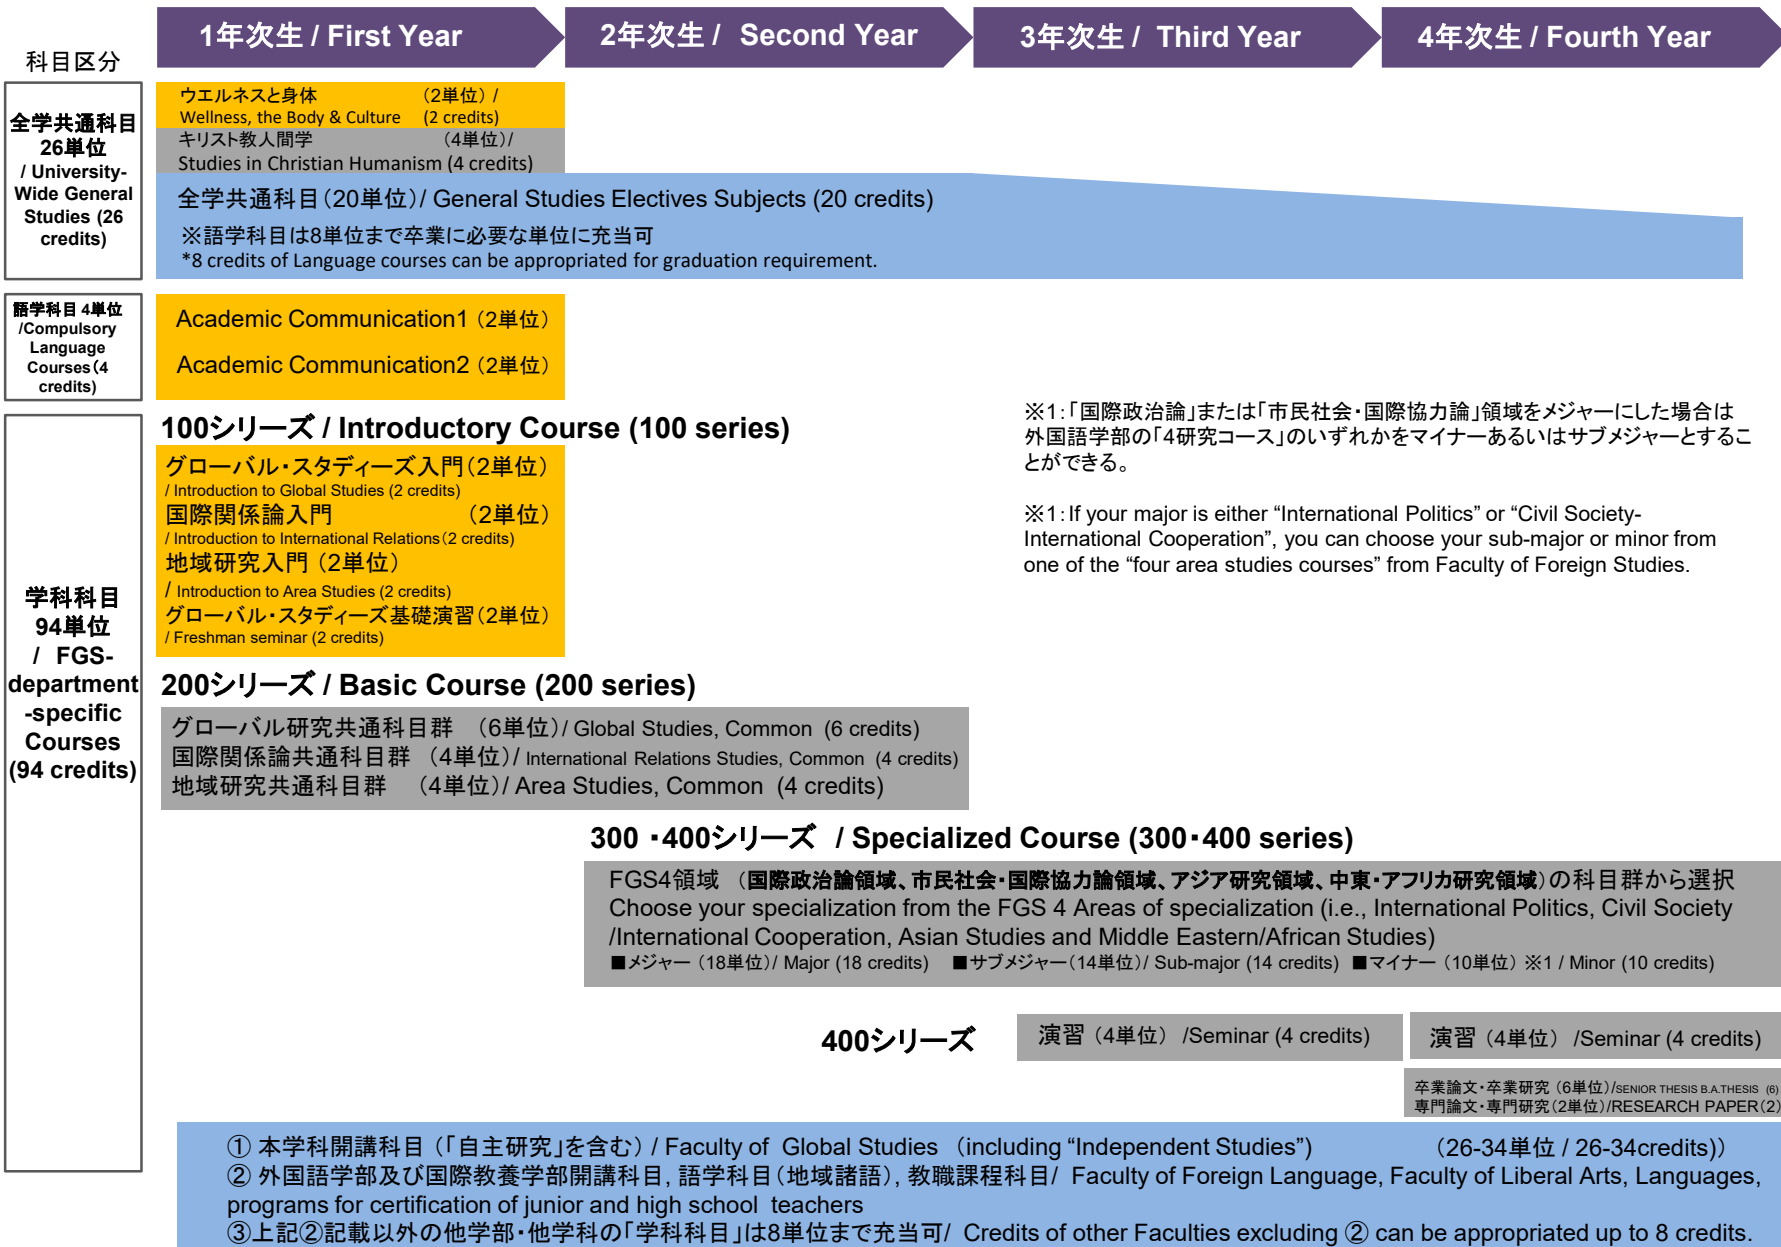 1年次生 / First Year
2年次生 / Second Year
3年次生 / Third Year
4年次生 / Fourth Year
科目区分
全学共通科目
26単位
/ University-
Wide General
Studies (26
credits)
ウエルネスと身体 (2単位) /
Wellness, the Body & Culture (2 credits)
キリスト教人間学 (4単位)/
Studies in Christian Humanism (4 credits)
全学共通科目(20単位)/ General Studies Electives Subjects (20 credits)
※語学科目は8単位まで卒業に必要な単位に充当可
*8 credits of Language courses can be appropriated for graduation requirement.
語学科目 4単位
/Compulsory
Language
Courses(4
credits)
Academic Communication1 (2単位)
Academic Communication2 (2単位)
学科科目
94単位
/ FGS-
department
-specific
Courses
(94 credits)
100シリーズ / Introductory Course (100 series)
グローバル・スタディーズ入門(2単位)
/ Introduction to Global Studies (2 credits)
国際関係論入門 (2単位)
/ Introduction to International Relations(2 credits)
地域研究入門 (2単位)
/ Introduction to Area Studies (2 credits)
グローバル・スタディーズ基礎演習(2単位)
/ Freshman seminar (2 credits)
※1:「国際政治論」または「市民社会・国際協力論」領域をメジャーにした場合は
外国語学部の「4研究コース」のいずれかをマイナーあるいはサブメジャーとするこ
とができる。
※1:If your major is either “International Politics” or “Civil Society-
International Cooperation”, you can choose your sub-major or minor from
one of the “four area studies courses” from Faculty of Foreign Studies.
200シリーズ / Basic Course (200 series)
グローバル研究共通科目群 (6単位)/ Global Studies, Common (6 credits)
国際関係論共通科目群 (4単位)/ International Relations Studies, Common (4 credits)
地域研究共通科目群 (4単位)/ Area Studies, Common (4 credits)
300 ・400シリーズ / Specialized Course (300・400 series)
FGS4領域 (国際政治論領域、市民社会・国際協力論領域、アジア研究領域、中東・アフリカ研究領域)の科目群から選択
Choose your specialization from the FGS 4 Areas of specialization (i.e., International Politics, Civil Society
/International Cooperation, Asian Studies and Middle Eastern/African Studies)
■メジャー (18単位)/ Major (18 credits) ■サブメジャー(14単位)/ Sub-major (14 credits) ■マイナー (10単位) ※1 / Minor (10 credits)
400シリーズ
演習 (4単位) /Seminar (4 credits)
演習 (4単位) /Seminar (4 credits)
卒業論文・卒業研究 (6単位)/SENIOR THESIS B.A.THESIS (6)
専門論文・専門研究(2単位)/RESEARCH PAPER(2)
① 本学科開講科目 (「自主研究」を含む) / Faculty of Global Studies (including “Independent Studies”) (26-34単位 / 26-34credits))
② 外国語学部及び国際教養学部開講科目, 語学科目(地域諸語), 教職課程科目/ Faculty of Foreign Language, Faculty of Liberal Arts, Languages,
programs for certification of junior and high school teachers
③上記②記載以外の他学部・他学科の「学科科目」は8単位まで充当可/ Credits of other Faculties excluding ② can be appropriated up to 8 credits.